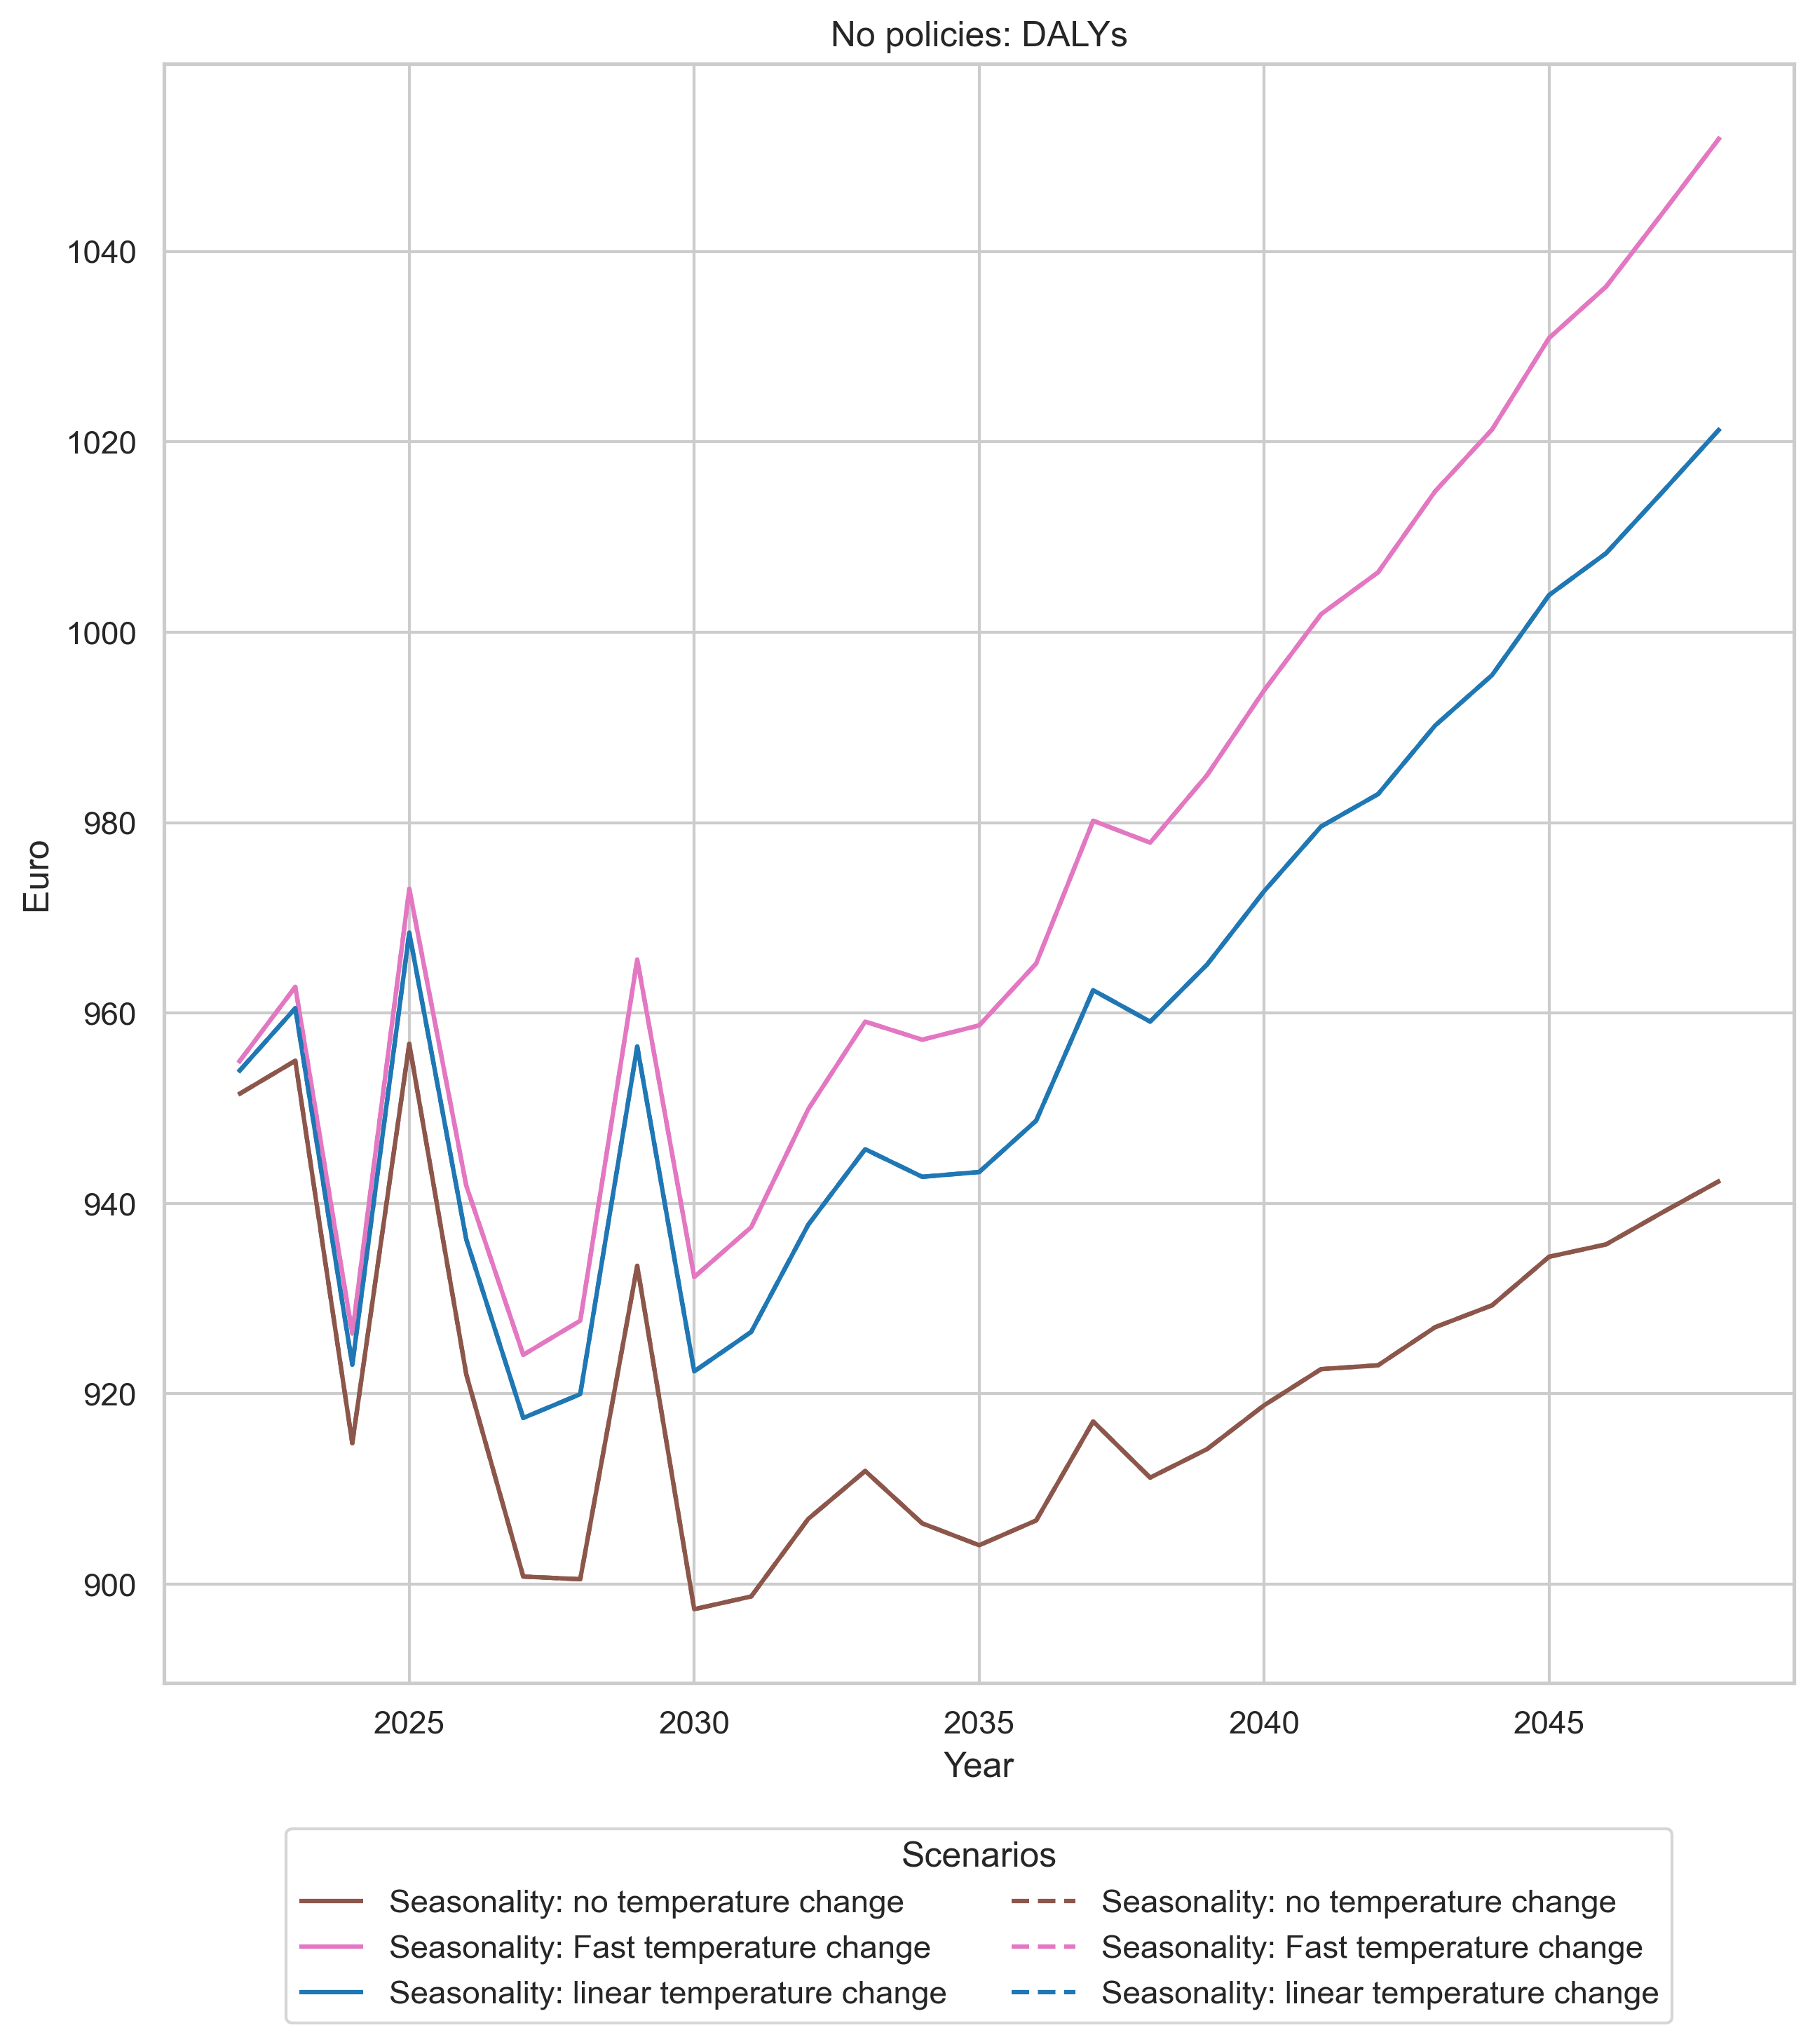 No policies: DALYs
1040
1020
1000
980
960
940
920
900
Euro
2025 2030 2035 2040 2045
Year
Scenarios
Seasonality: no temperature change Seasonality: no temperature change
Seasonality: Fast temperature change Seasonality: Fast temperature change
Seasonality: linear temperature change Seasonality: linear temperature change